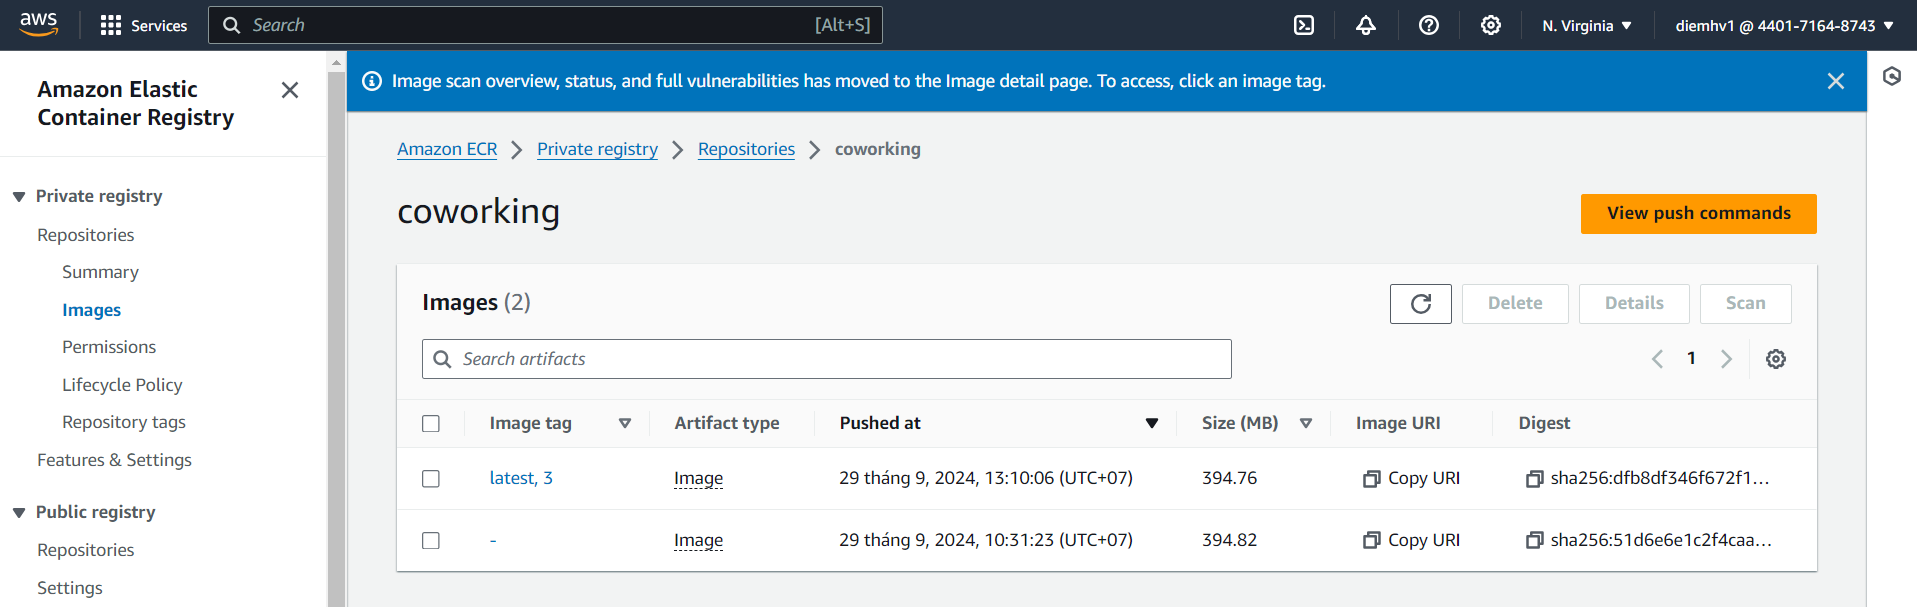 aws
Services
Search
[Alt+S]
N. Virginia
diemhv1 @ 4401-7164-8743
Amazon Elastic
Container Registry
Private registry
Repositories
Summary
Images
Permissions
Lifecycle Policy
Repository tags
Features & Settings
Public registry
Repositories
Settings
Image scan overview, status, and full vulnerabilities has moved to the Image detail page. To access, click an image tag.
Amazon ECR > Private registry > Repositories > coworking
coworking
View push commands
Images (2)
Delete
Details
Scan
Search artifacts
1
Image tag Artifact type Pushed at Size (MB) Image URI Digest
latest, 3 Image 29 tháng 9, 2024, 13:10:06 (UTC+07) 394.76 Copy URI sha256:dfb8df346f672f1...
- Image 29 tháng 9, 2024, 10:31:23 (UTC+07) 394.82 Copy URI sha256:51d6e6e1c2f4caa...